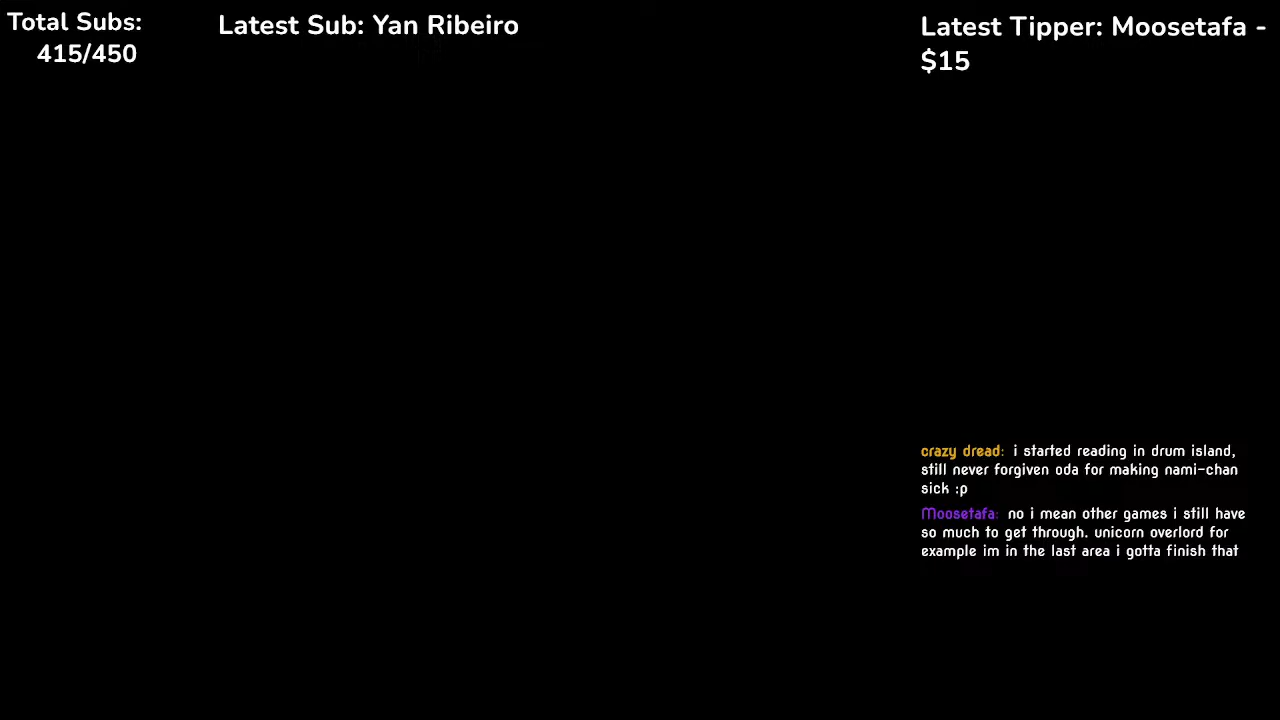 Total Subs:
415/450
Latest Sub: Yan Ribeiro
Latest Tipper: Moosetafa -
$15
crazy dread: i started reading in drum island,
still never forgiven oda for making nami-chan
sick :p
Moosetafa: no i mean other games i still have
so much to get through. unicorn overlord for
example im in the last area i gotta finish that